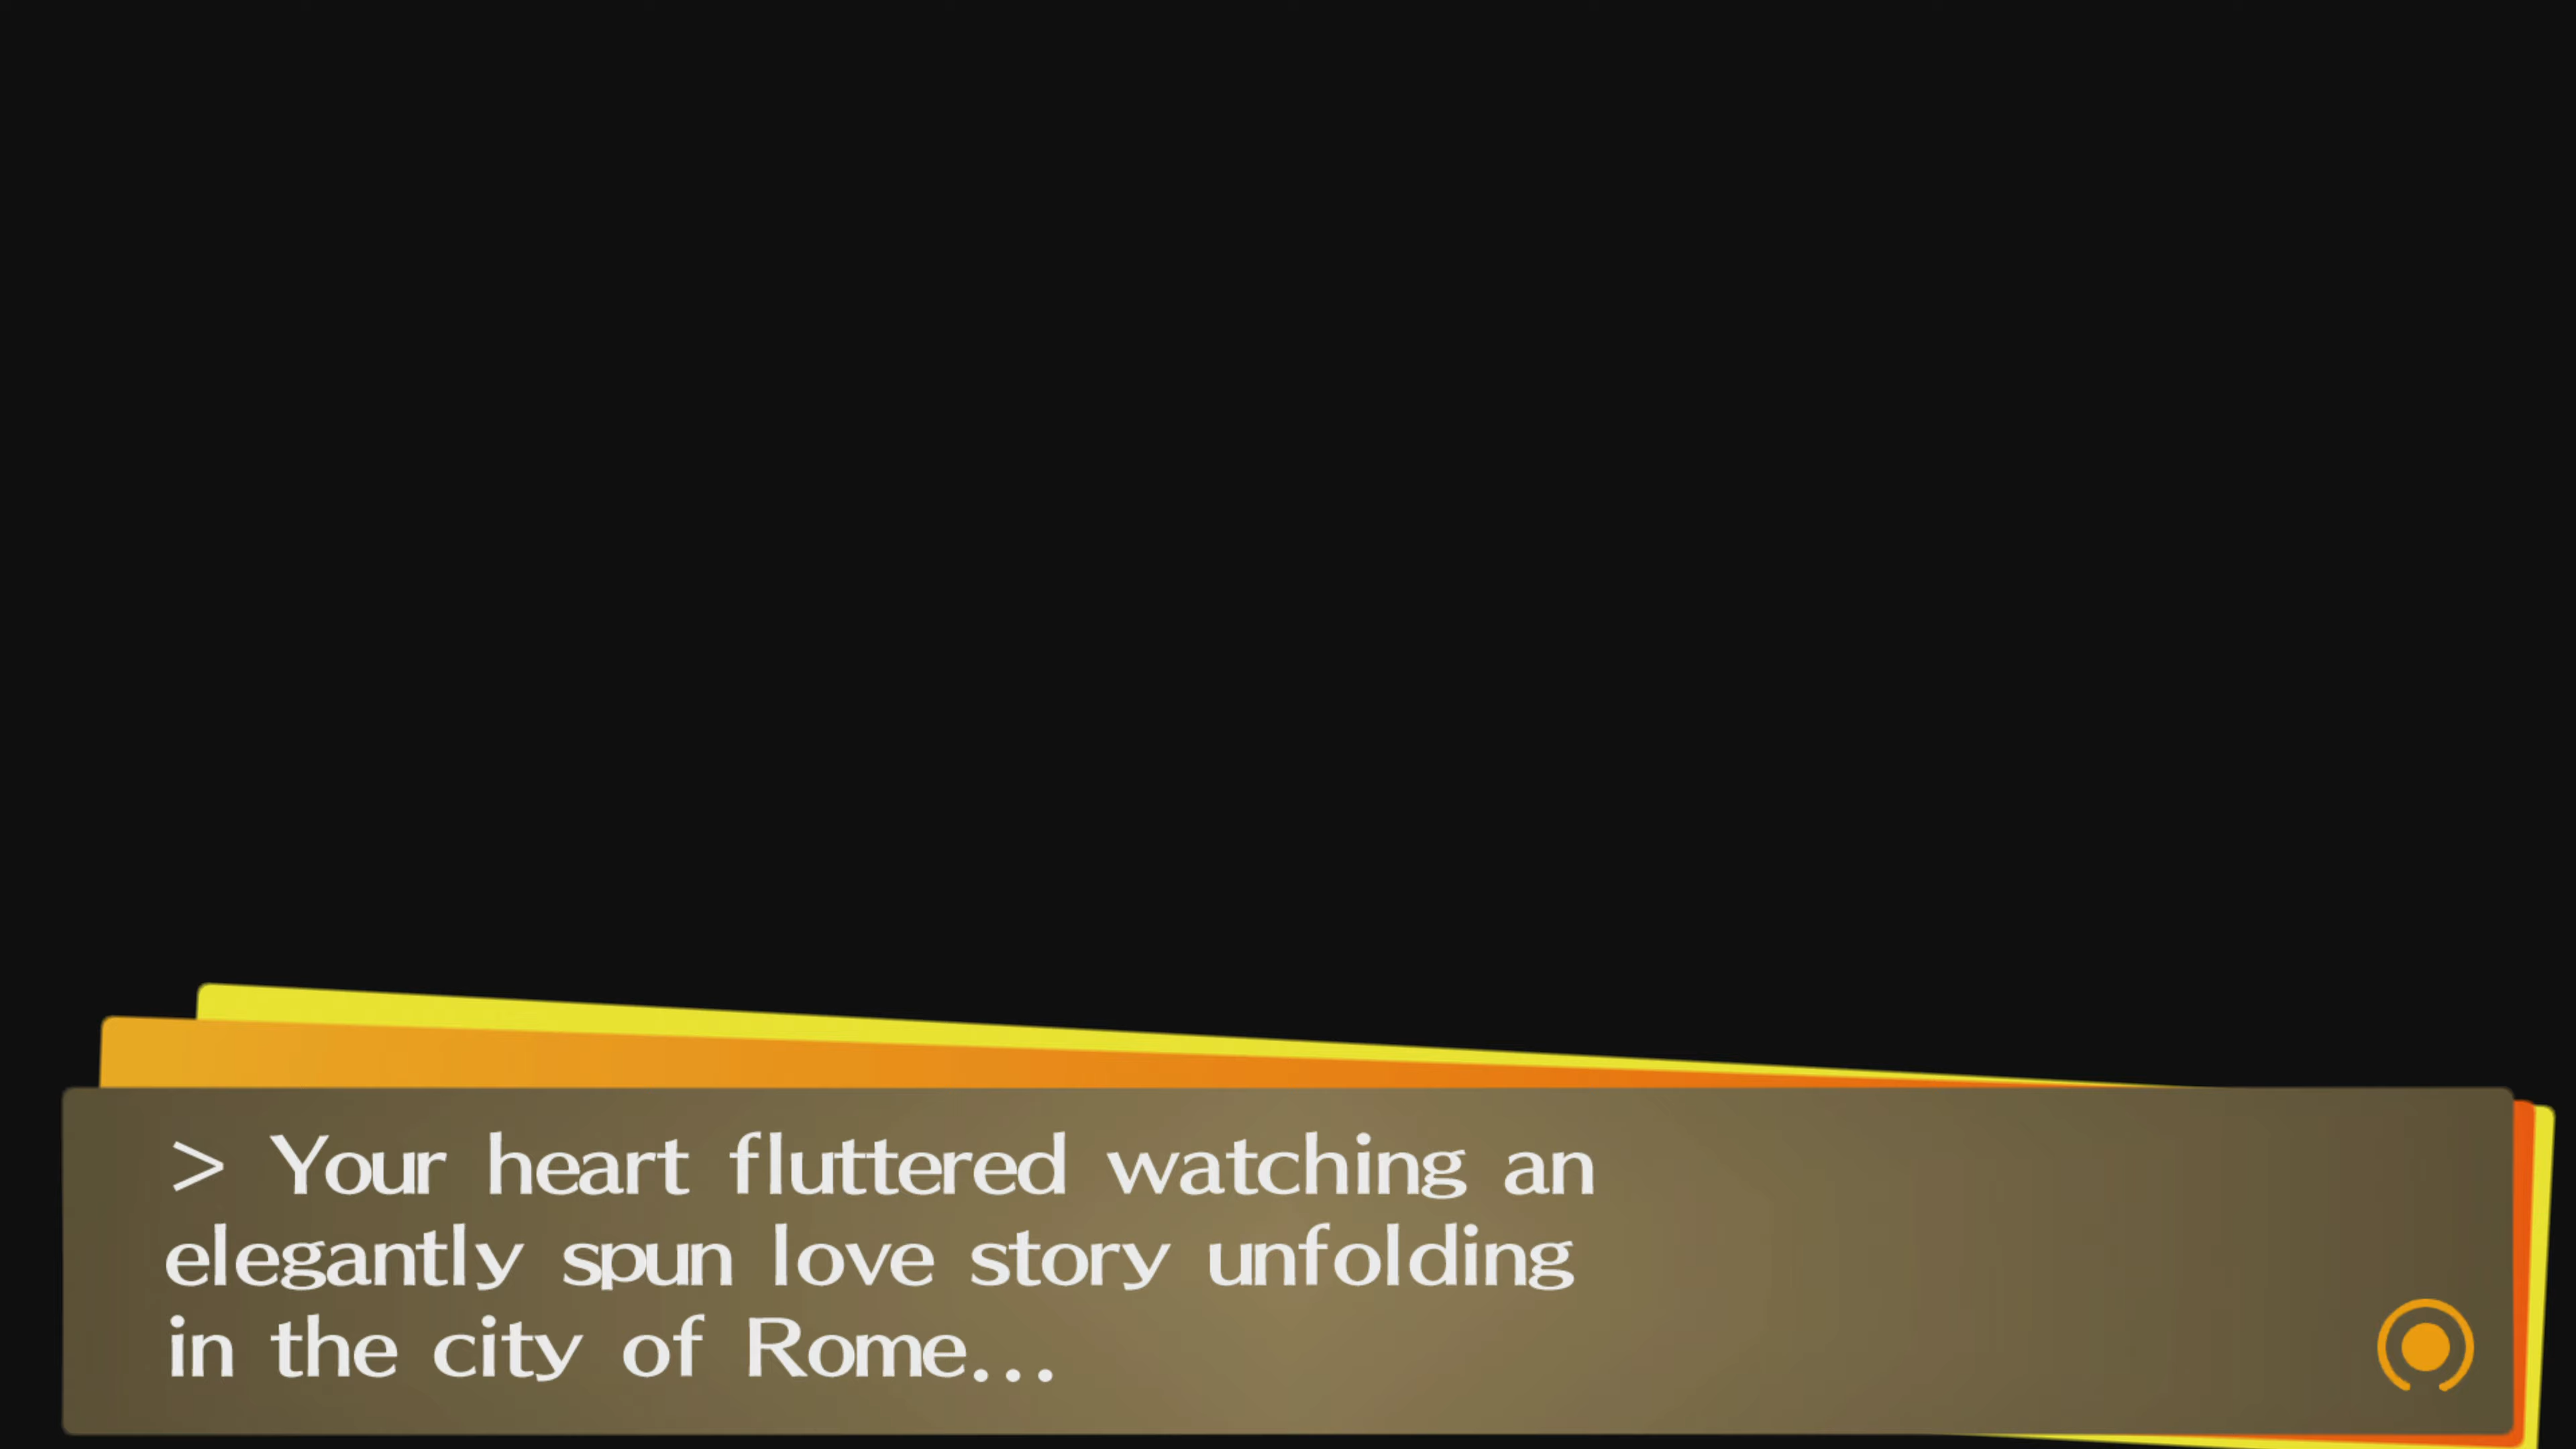 > Your heart fluttered watching an
elegantly spun love story unfolding
in the city of Rome...